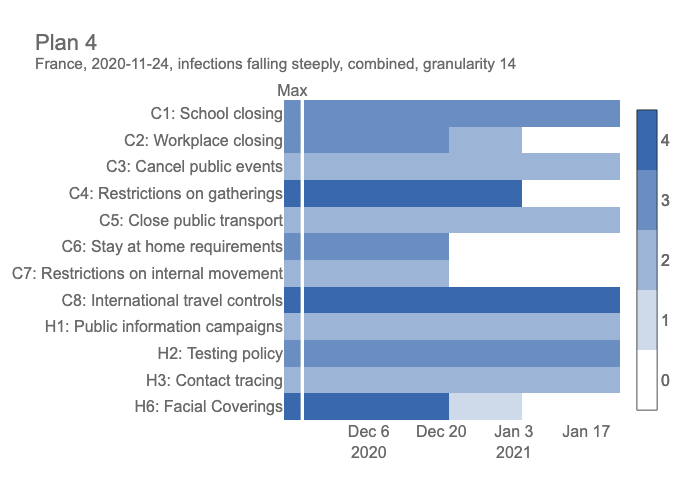 Plan 4
France, 2020-11-24, infections falling steeply, combined, granularity 14
Max
C1: School closing
C2: Workplace closing
C3: Cancel public events
C4: Restrictions on gatherings
C5: Close public transport
C6: Stay at home requirements
C7: Restrictions on internal movement
C8: International travel controls
H1: Public information campaigns
H2: Testing policy
H3: Contact tracing
H6: Facial Coverings
Dec 6 Dec 20 Jan 3 Jan 17
2020 2021
4
3
2
1
0